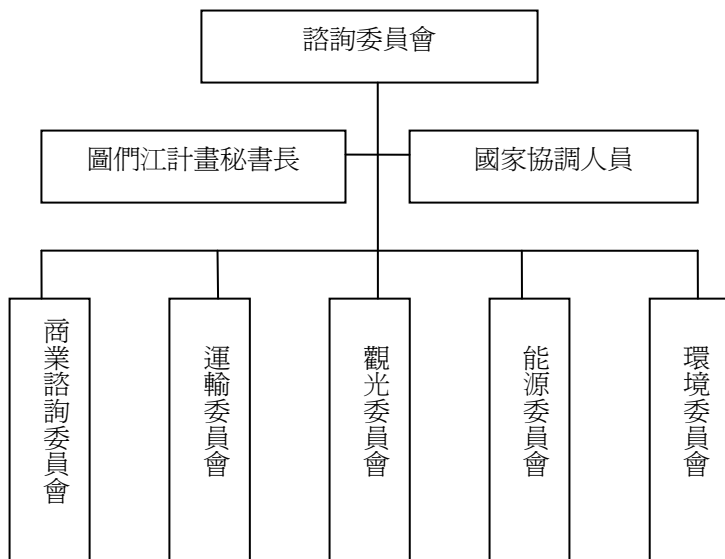 諮詢委員會
圖們江計畫秘書長
國家協調人員
商業諮詢委員會
運輸委員會
觀光委員會
能源委員會
環境委員會